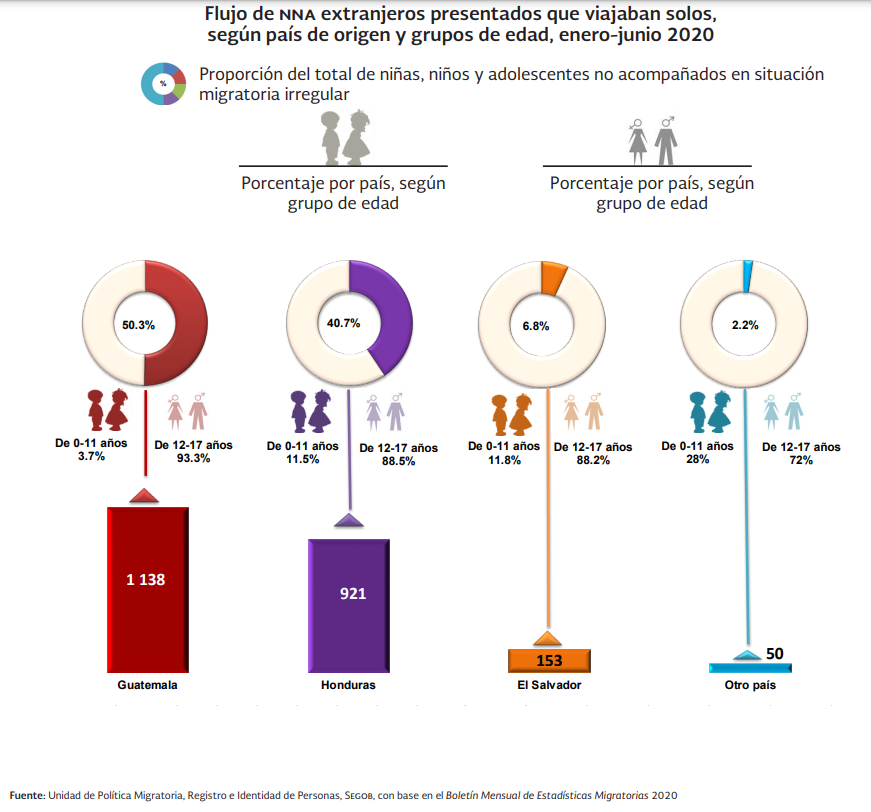 Flujo de NNA extranjeros presentados que viajaban solos,
según país de origen y grupos de edad, enero-junio 2020
%
Proporción del total de niñas, niños y adolescentes no acompañados en situación
migratoria irregular
Porcentaje por país, según
grupo de edad
Porcentaje por país, según
grupo de edad
50.3%
40.7%
6.8%
2.2%
De 0-11 años
3.7%
De 12-17 años
93.3%
De 0-11 años
11.5%
De 12-17 años
88.5%
De 0-11 años
11.8%
De 12-17 años
88.2%
De 0-11 años
28%
De 12-17 años
72%
1 138
921
153
50
Guatemala
Honduras
El Salvador
Otro país
Fuente: Unidad de Política Migratoria, Registro e Identidad de Personas, SEGOB, con base en el Boletín Mensual de Estadísticas Migratorias 2020